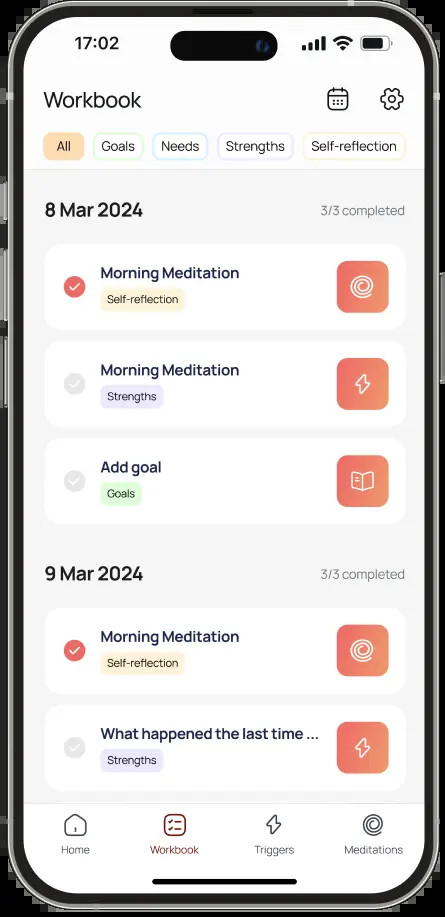 17:02
Workbook
All Goals Needs Strengths Self-reflection
8 Mar 2024 3/3 completed
Morning Meditation
Self-reflection
Morning Meditation
Strengths
Add goal
Goals
9 Mar 2024 3/3 completed
Morning Meditation
Self-reflection
What happened the last time ...
Strengths
Home Workbook Triggers Meditations